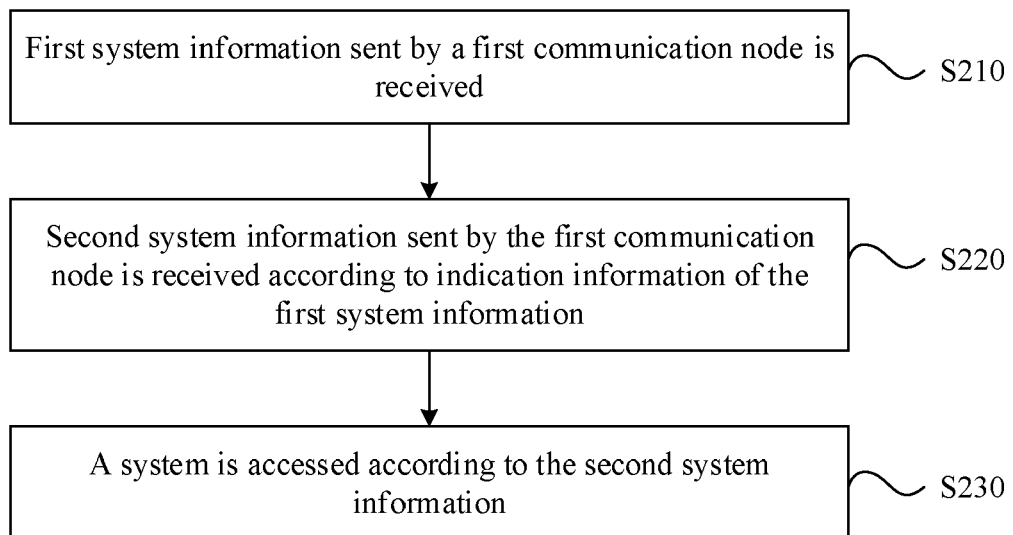 First system information sent by a first communication node is
received
S210
Second system information sent by the first communication
node is received according to indication information of the
first system information
S220
A system is accessed according to the second system
information
S230